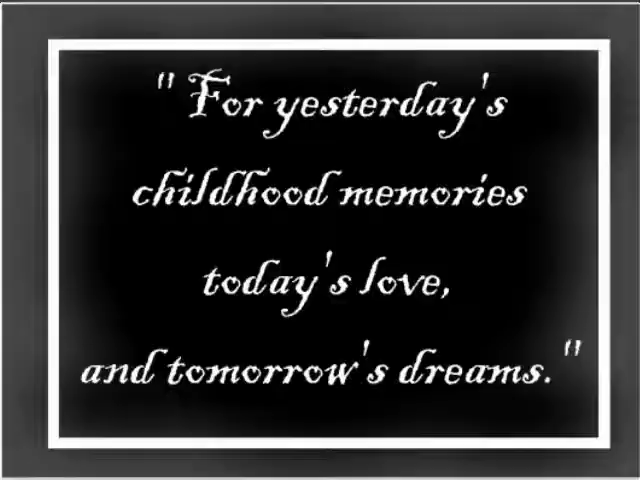 " For yesterday's
childhood memories
today's love,
and tomorrow's dreams. "